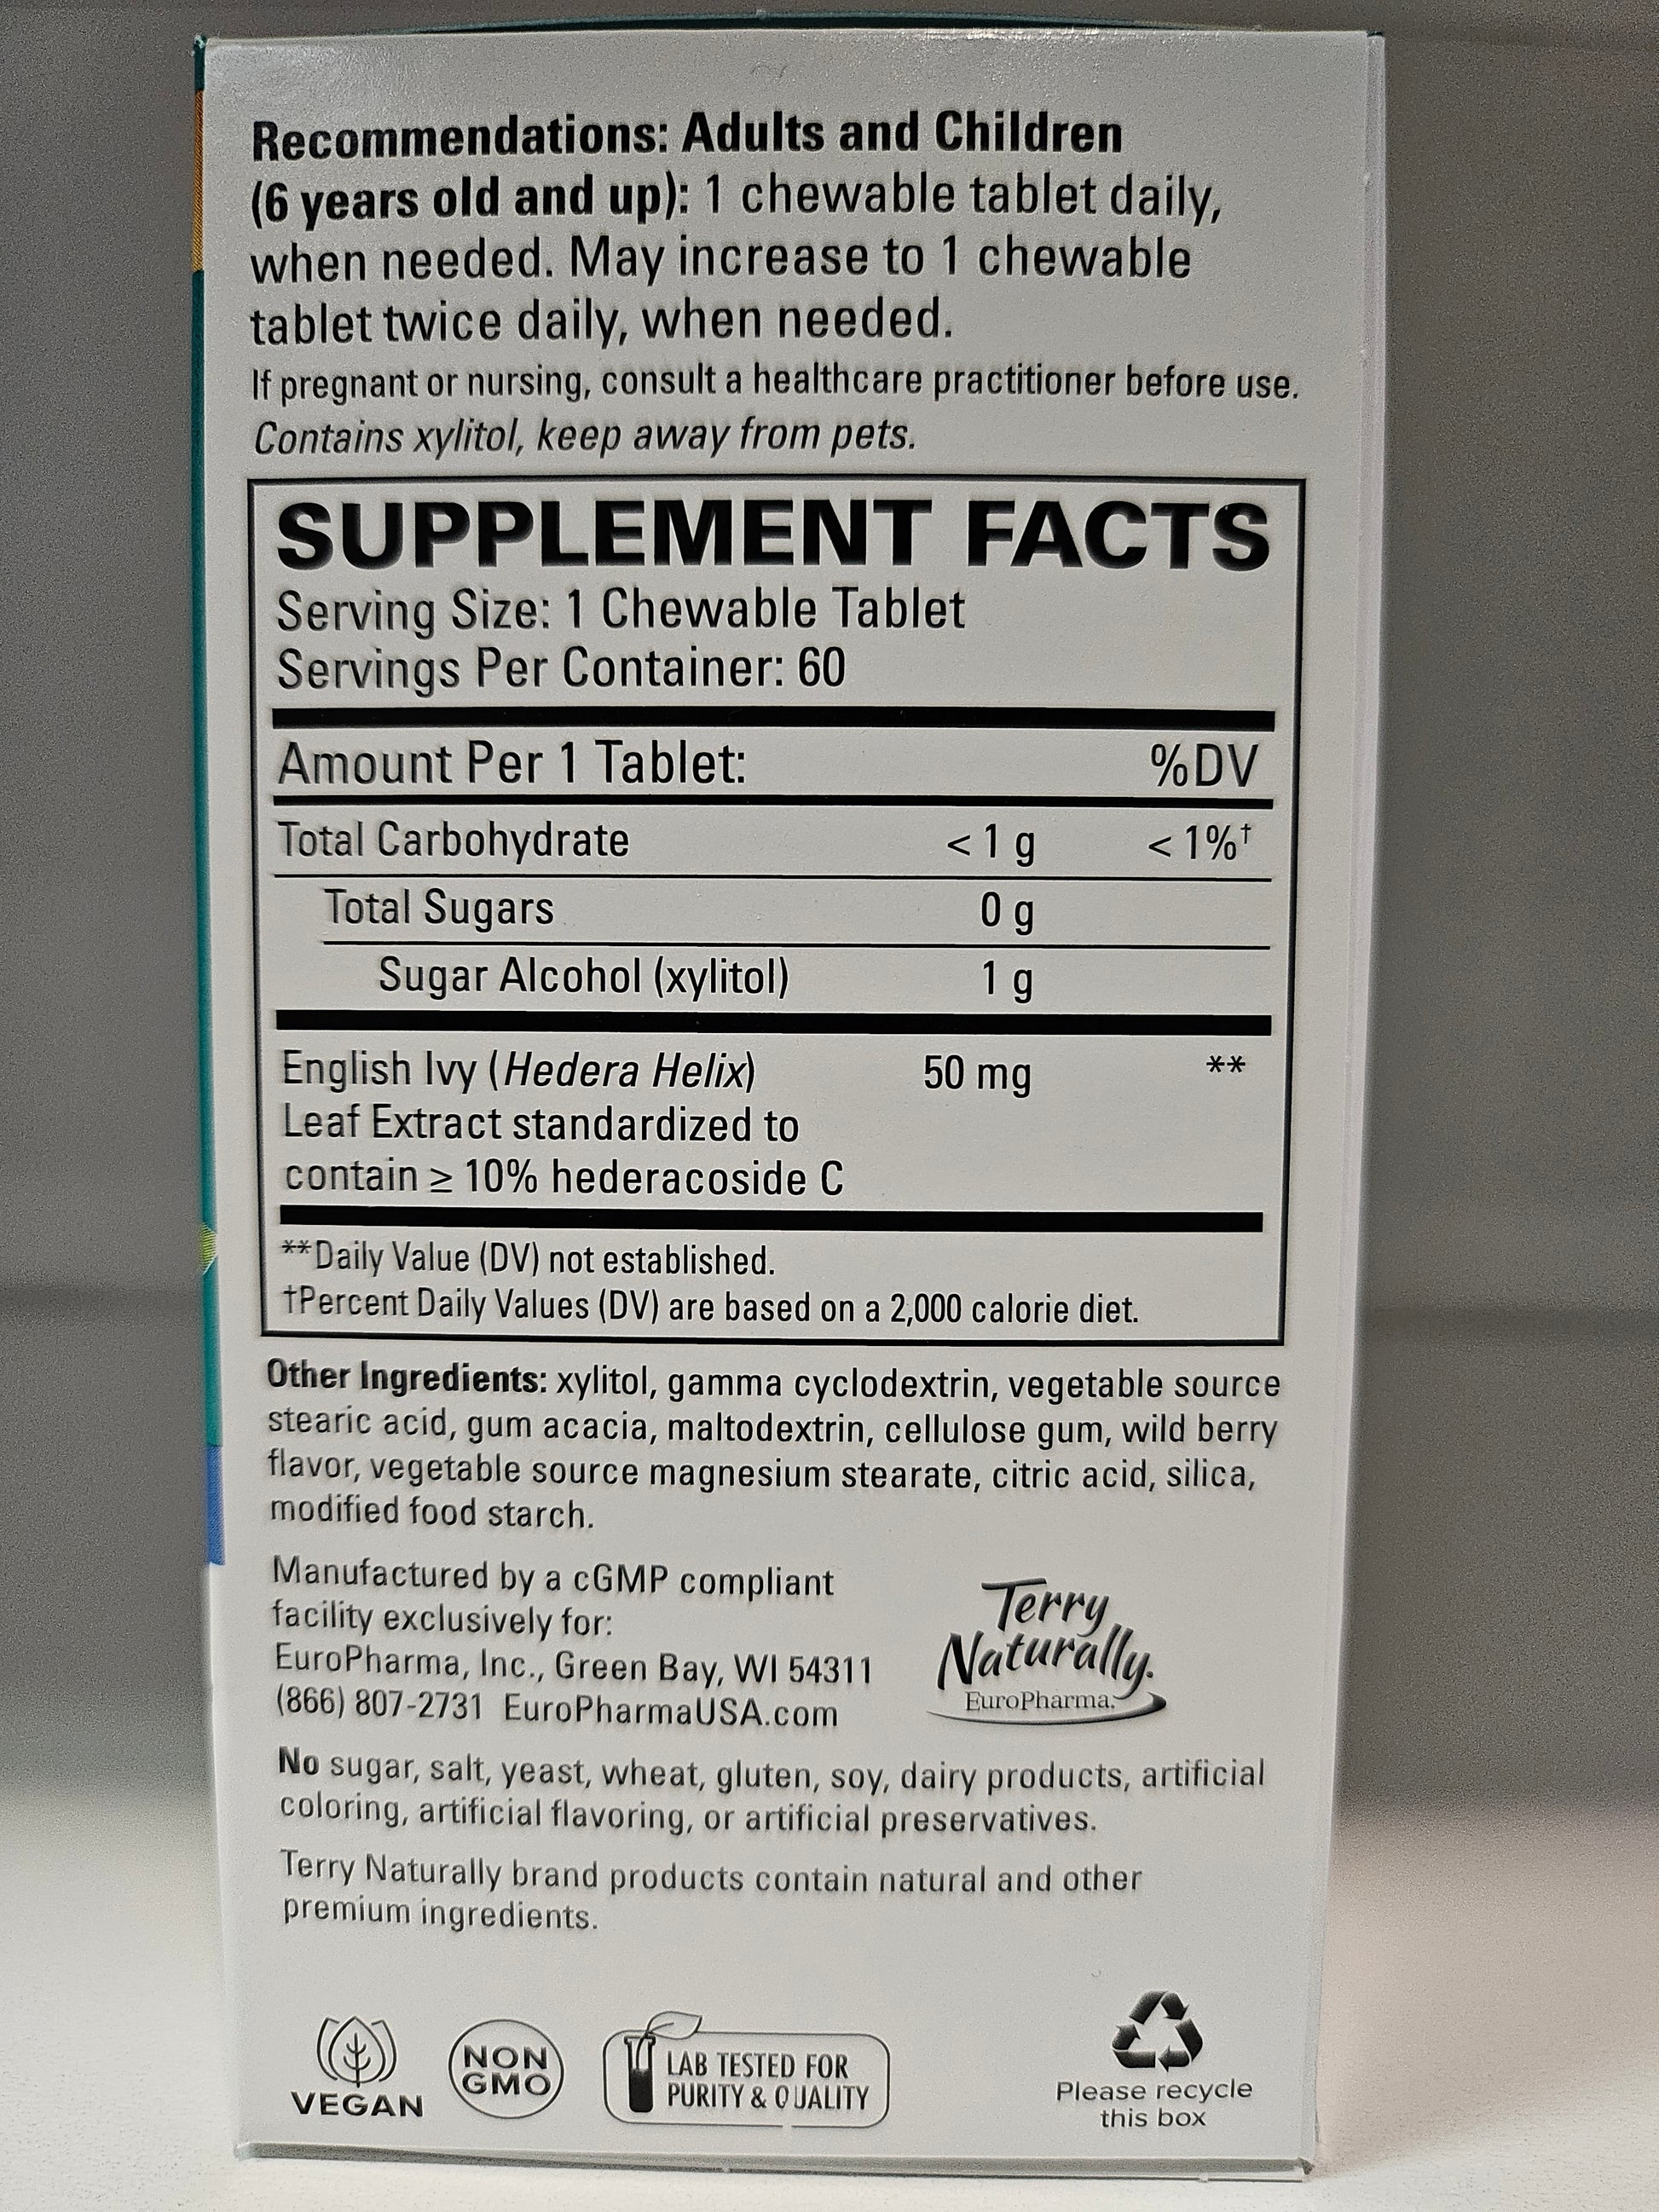 Recommendations: Adults and Children
(6 years old and up): 1 chewable tablet daily,
when needed. May increase to 1 chewable
tablet twice daily, when needed.
If pregnant or nursing, consult a healthcare practitioner before use.
Contains xylitol, keep away from pets.
SUPPLEMENT FACTS
Serving Size: 1 Chewable Tablet
Servings Per Container: 60
Amount Per 1 Tablet: %DV
Total Carbohydrate < 1 g < 1%†
Total Sugars 0 g
Sugar Alcohol (xylitol) 1 g
English Ivy (Hedera Helix) 50 mg **
Leaf Extract standardized to
contain ≥ 10% hederacoside C
**Daily Value (DV) not established.
†Percent Daily Values (DV) are based on a 2,000 calorie diet.
Other Ingredients: xylitol, gamma cyclodextrin, vegetable source
stearic acid, gum acacia, maltodextrin, cellulose gum, wild berry
flavor, vegetable source magnesium stearate, citric acid, silica,
modified food starch.
Manufactured by a cGMP compliant
facility exclusively for:
EuroPharma, Inc., Green Bay, WI 54311
(866) 807-2731 EuroPharmaUSA.com
Terry
Naturally.
EuroPharma.
No sugar, salt, yeast, wheat, gluten, soy, dairy products, artificial
coloring, artificial flavoring, or artificial preservatives.
Terry Naturally brand products contain natural and other
premium ingredients.
VEGAN
NON
GMO
LAB TESTED FOR
PURITY & QUALITY
Please recycle
this box